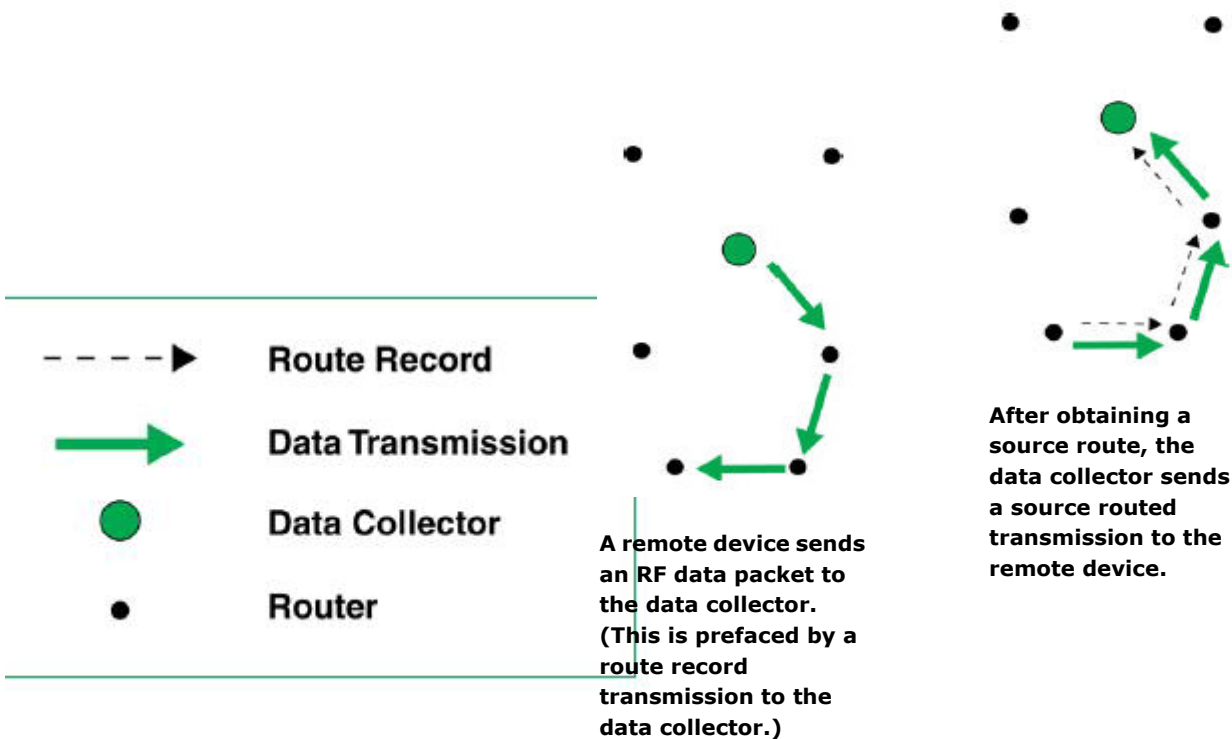 Route Record
Data Transmission
Data Collector
Router
A remote device sends
an RF data packet to
the data collector.
(This is prefaced by a
route record
transmission to the
data collector.)
After obtaining a
source route, the
data collector sends
a source routed
transmission to the
remote device.